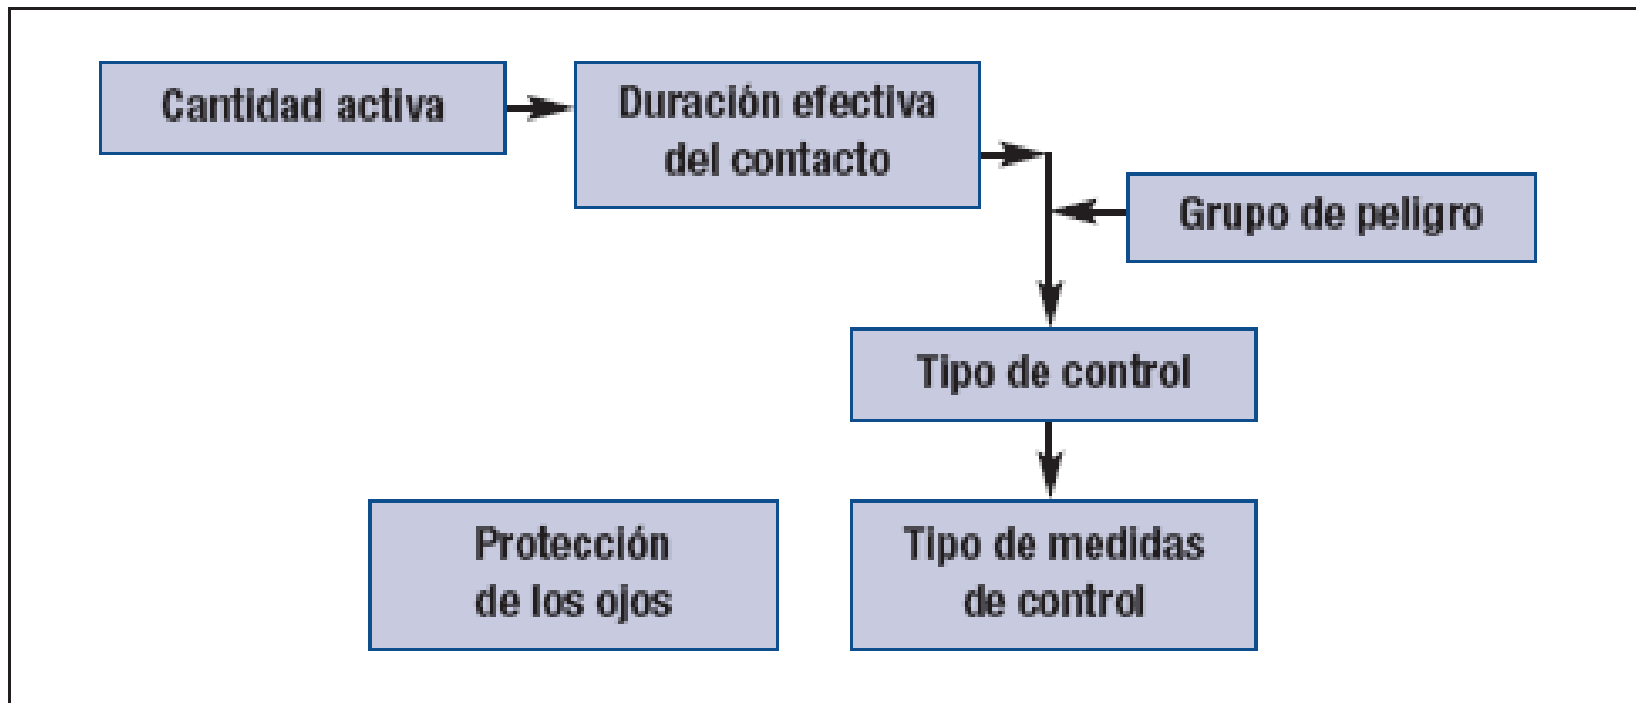 Cantidad activa
Duración efectiva
del contacto
Grupo de peligro
Tipo de control
Protección
de los ojos
Tipo de medidas
de control